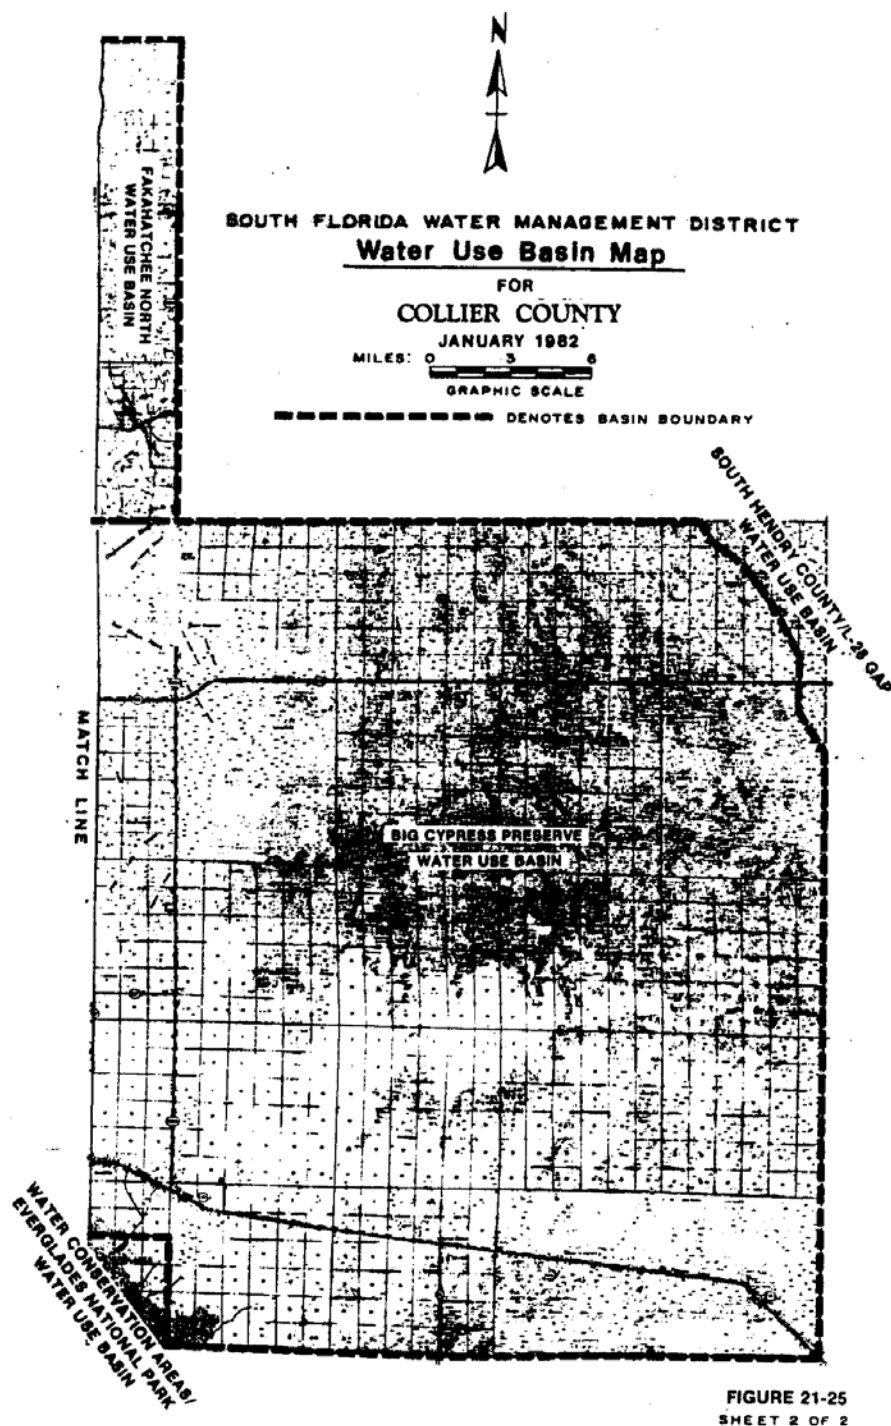 N
FAKAHATCHEE NORTH
WATER USE BASIN
SOUTH FLORIDA WATER MANAGEMENT DISTRICT
Water Use Basin Map
FOR
COLLIER COUNTY
JANUARY 1982
MILES: 0 3 6
GRAPHIC SCALE
DENOTES BASIN BOUNDARY
SOUTH HENDRY COUNTY/L-28 GAP
WATER USE BASIN
MATCH LINE
BIG CYPRESS PRESERVE
WATER USE BASIN
WATER CONSERVATION AREAS/
EVERGLADES NATIONAL PARK
WATER USE BASIN
FIGURE 21-25
SHEET 2 OF 2